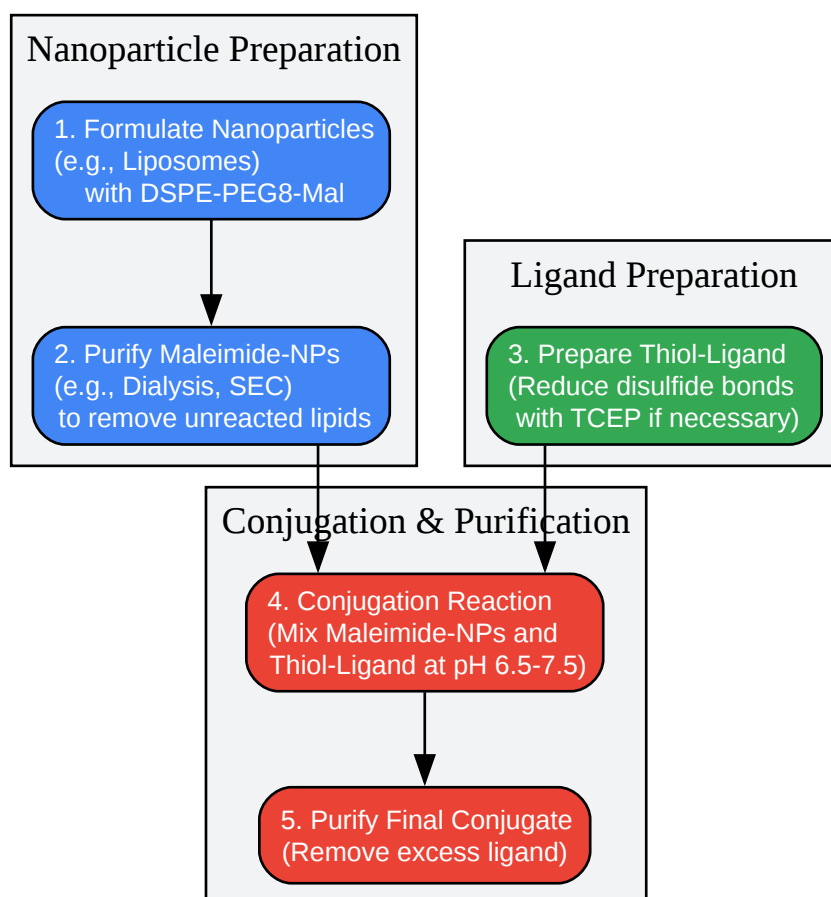 Nanoparticle Preparation
1. Formulate Nanoparticles
(e.g., Liposomes)
with DSPE-PEG8-Mal
2. Purify Maleimide-NPs
(e.g., Dialysis, SEC)
to remove unreacted lipids
Ligand Preparation
3. Prepare Thiol-Ligand
(Reduce disulfide bonds
with TCEP if necessary)
Conjugation & Purification
4. Conjugation Reaction
(Mix Maleimide-NPs and
Thiol-Ligand at pH 6.5-7.5)
5. Purify Final Conjugate
(Remove excess ligand)